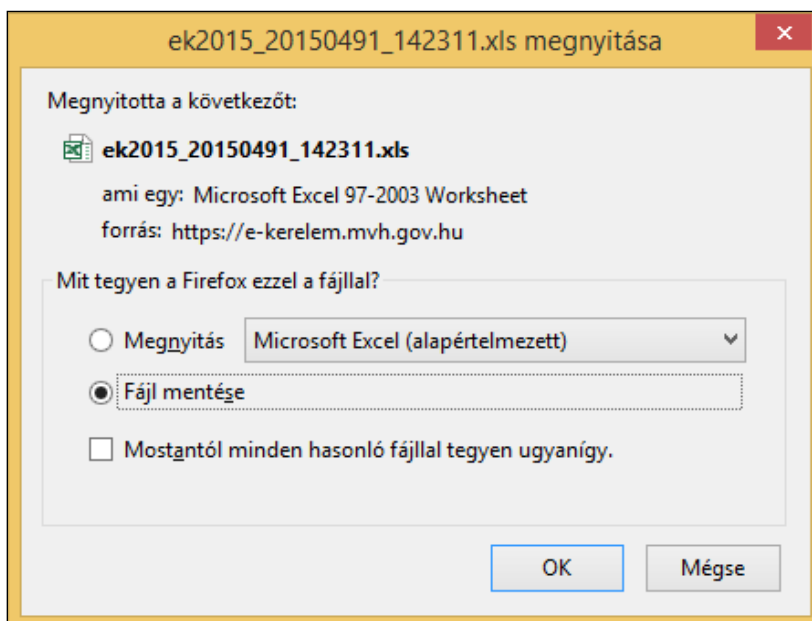 ek2015_20150491_142311.xls megnyitása
Megnyitotta a következőt:
ek2015_20150491_142311.xls
ami egy: Microsoft Excel 97-2003 Worksheet
forrás: https://e-kerelem.mvh.gov.hu
Mit tegyen a Firefox ezzel a fájllal?
Megnyitás Microsoft Excel (alapértelmezett)
Fájl mentése
Mostantól minden hasonló fájllal tegyen ugyanígy.
OK Mégse